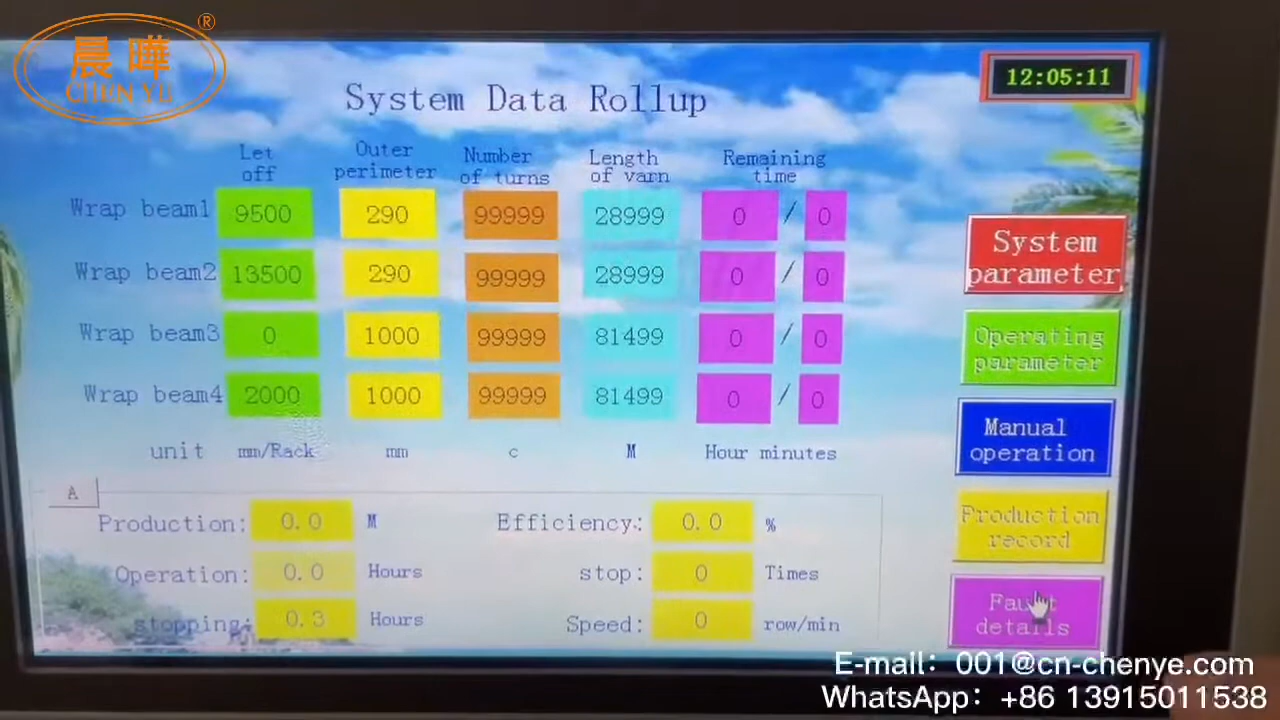 晨晔®
CHEN YE
12:05:11
System Data Rollup
Let off
Outer perimeter
Number of turns
Length of varn
Remaining time
Wrap beam1 9500 290 99999 28999 0 / 0
Wrap beam2 13500 290 99999 28999 0 / 0
Wrap beam3 0 1000 99999 81499 0 / 0
Wrap beam4 2000 1000 99999 81499 0 / 0
unit mm/Rack mm c M Hour minutes
A
Production: 0.0 M Efficiency: 0.0 %
Operation: 0.0 Hours stop: 0 Times
stopping: 0.3 Hours Speed: 0 row/min
System
parameter
Operating
parameter
Manual
operation
Production
record
Fault
details
E-mail：001@cn-chenye.com
WhatsApp：+86 13915011538